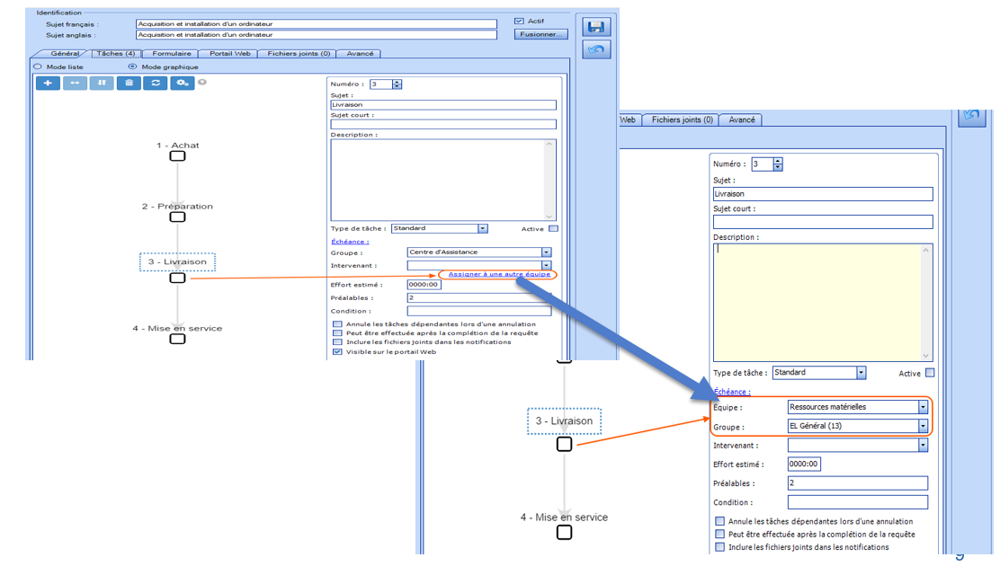 Identification
Sujet français :
Acquisition et installation d'un ordinateur
Actif
Sujet anglais :
Acquisition et installation d'un ordinateur
Fusionner...
Général
Tâches (4)
Formulaire
Portail Web
Fichiers joints (0)
Avancé
Mode liste
Mode graphique
1 - Achat
2 - Préparation
3 - Livraison
4 - Mise en service
Numéro :
3
Sujet :
Livraison
Sujet court :
Description :
Type de tâche :
Standard
Active
Échéance :
Groupe :
Centre d'Assistance
Intervenant :
Assigner à une autre équipe
Effort estimé :
0000:00
Préalables :
2
Condition :
Annule les tâches dépendantes lors d'une annulation
Peut être effectuée après la complétion de la requête
Inclure les fichiers joints dans les notifications
Visible sur le portail Web
Web
Fichiers joints (0)
Avancé
Numéro :
3
Sujet :
Livraison
Sujet court :
Description :
Type de tâche :
Standard
Active
Échéance :
Équipe :
Ressources matérielles
Groupe :
EL Général (13)
Intervenant :
Effort estimé :
0000:00
Préalables :
2
Condition :
Annule les tâches dépendantes lors d'une annulation
Peut être effectuée après la complétion de la requête
Inclure les fichiers joints dans les notifications
3 - Livraison
4 - Mise en service